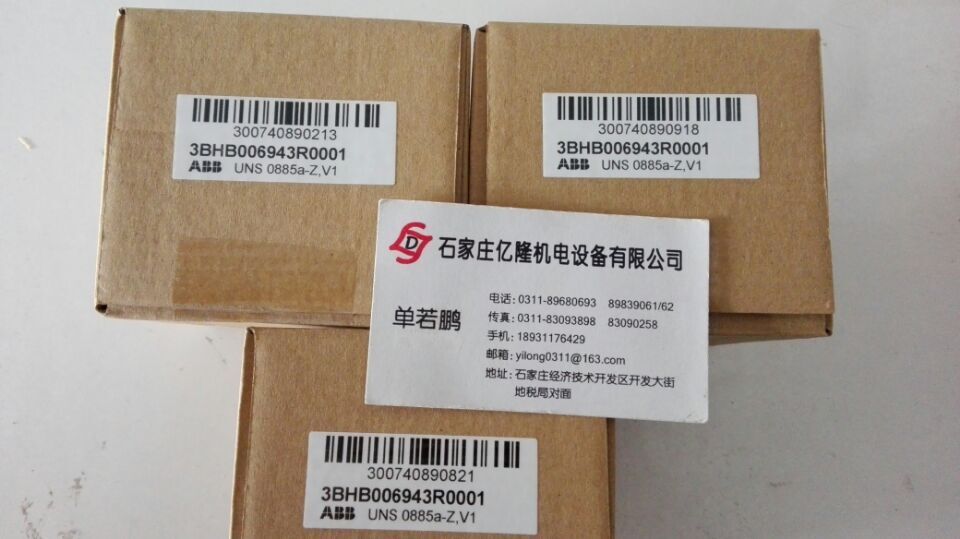 300740890213
3BHB006943R0001
ABB UNS 0885a-Z,V1
300740890918
3BHB006943R0001
ABB UNS 0885a-Z,V1
D 石家庄亿隆机电设备有限公司
单若鹏
电话:0311-89680693 89839061/62
传真:0311-83093898 83090258
手机:18931176429
邮箱:yilong0311@163.com
地址:石家庄经济技术开发区开发大街
地税局对面
300740890821
3BHB006943R0001
ABB UNS 0885a-Z,V1